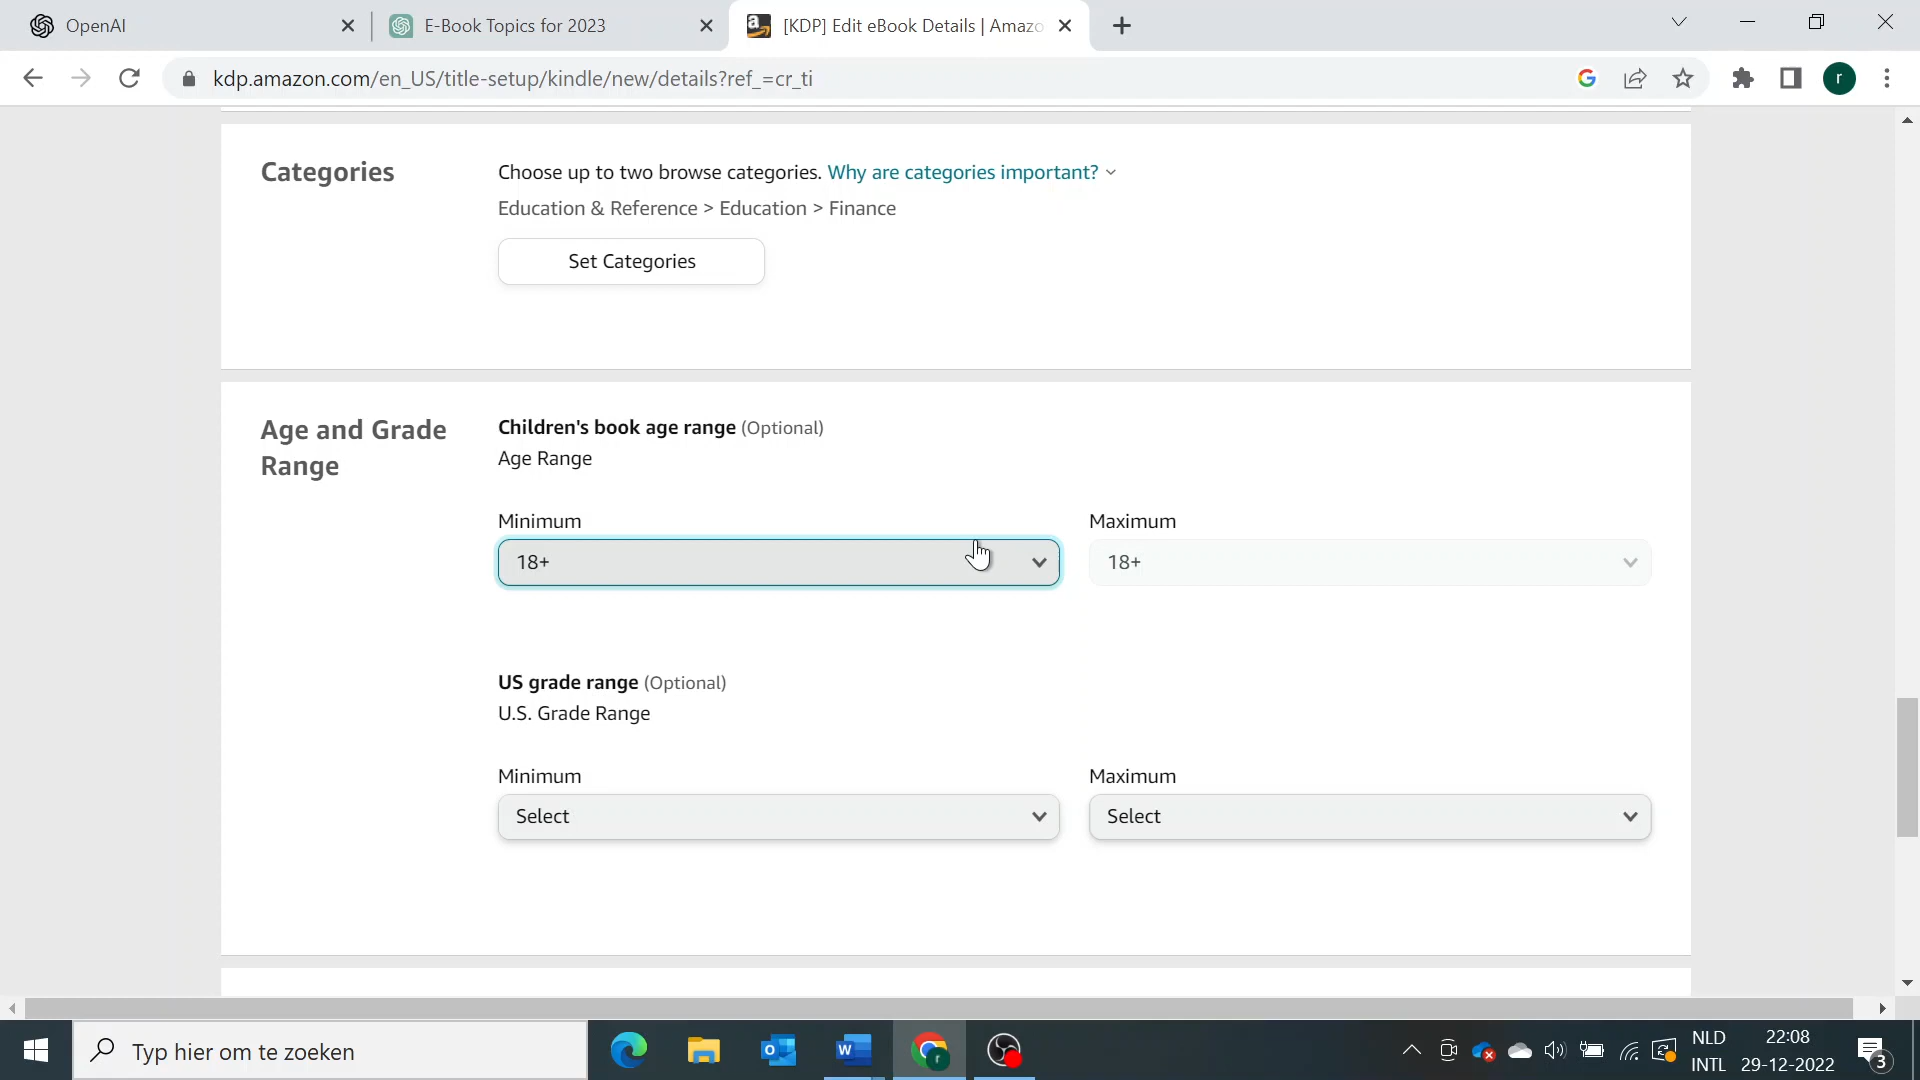 OpenAI
E-Book Topics for 2023
[KDP] Edit eBook Details | Amazo
kdp.amazon.com/en_US/title-setup/kindle/new/details?ref_=cr_ti
r
Categories
Choose up to two browse categories. Why are categories important?
Education & Reference > Education > Finance
Set Categories
Age and Grade
Range
Children's book age range (Optional)
Age Range
Minimum
Maximum
18+
18+
US grade range (Optional)
U.S. Grade Range
Minimum
Maximum
Select
Select
Typ hier om te zoeken
NLD
INTL
22:08
29-12-2022
3